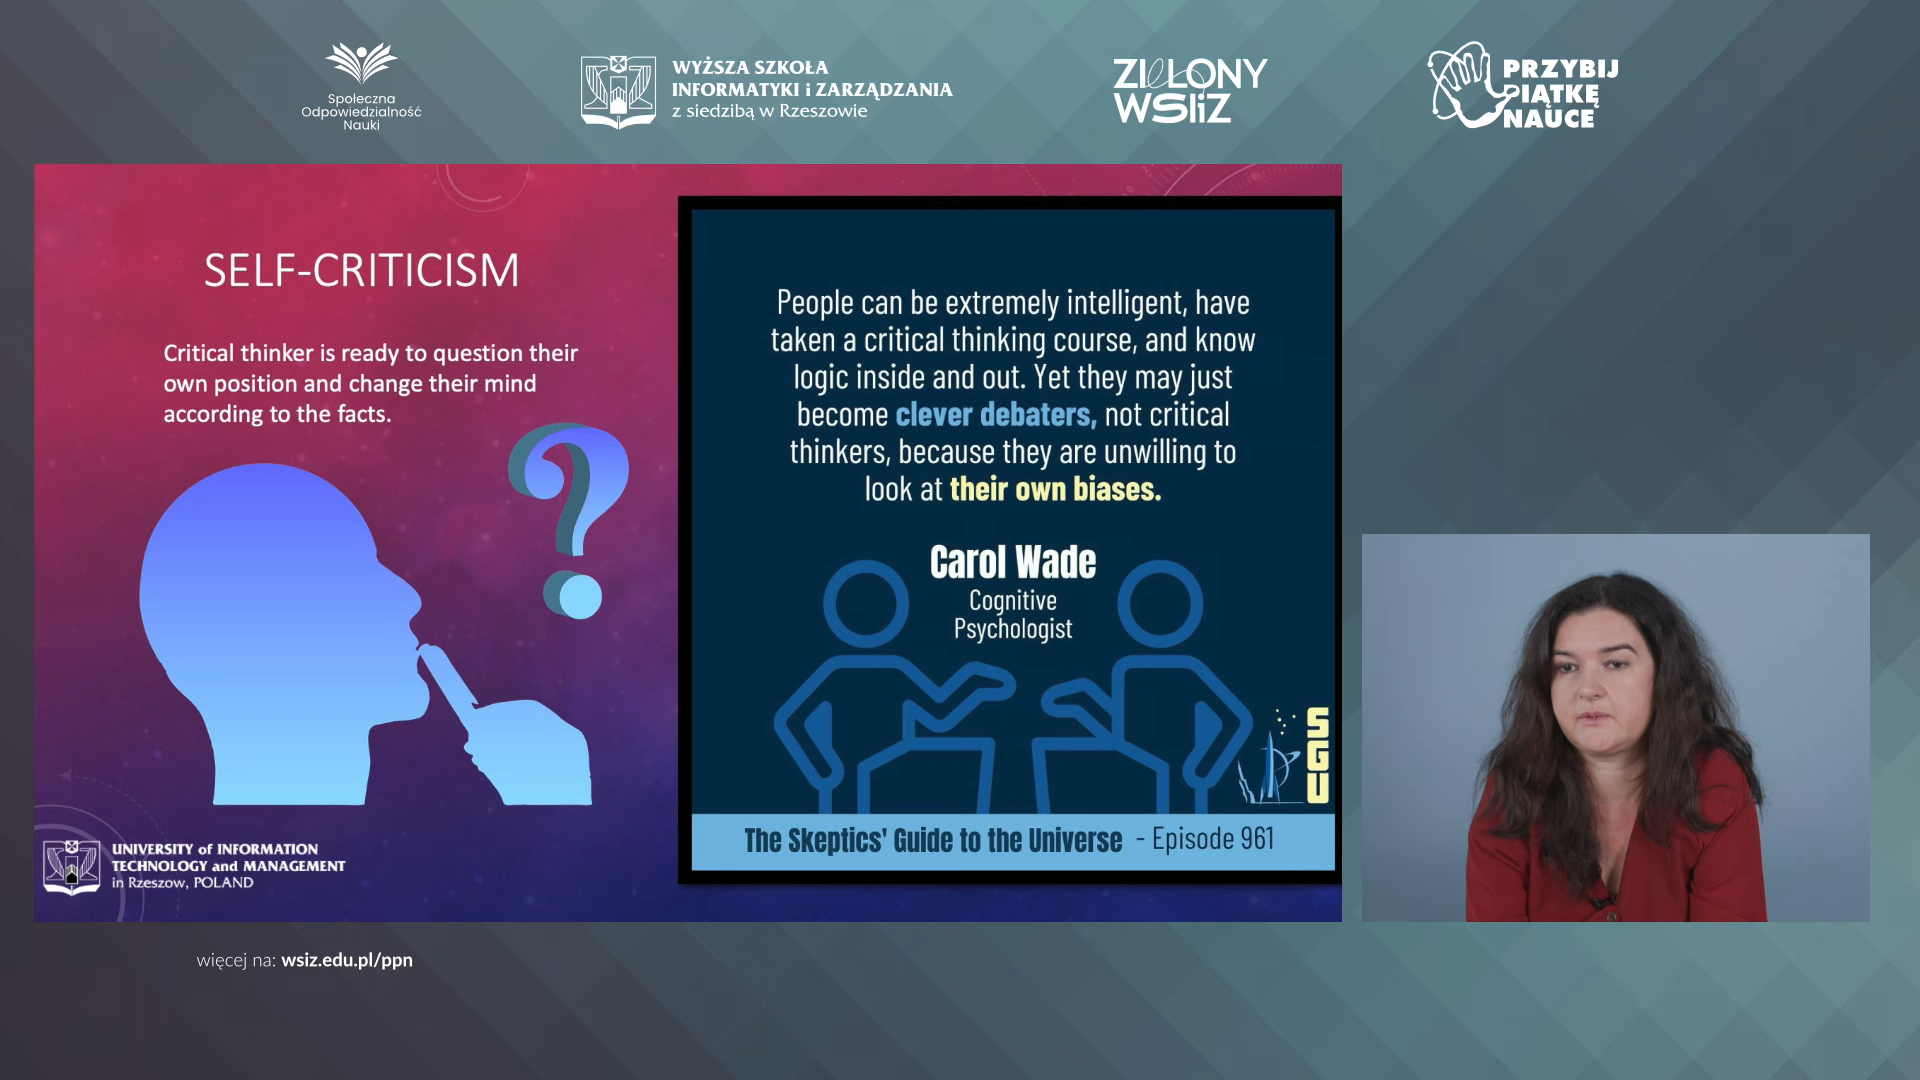 Społeczna
Odpowiedzialność
Nauki
WYŻSZA SZKOŁA
INFORMATYKI i ZARZĄDZANIA
z siedzibą w Rzeszowie
ZIELONY
WSIiZ
PRZYBIJ
PIĄTKĘ
NAUCE
SELF-CRITICISM
Critical thinker is ready to question their
own position and change their mind
according to the facts.
?
UNIVERSITY of INFORMATION
TECHNOLOGY and MANAGEMENT
in Rzeszow, POLAND
People can be extremely intelligent, have
taken a critical thinking course, and know
logic inside and out. Yet they may just
become clever debaters, not critical
thinkers, because they are unwilling to
look at their own biases.
Carol Wade
Cognitive
Psychologist
SGU
The Skeptics' Guide to the Universe - Episode 961
więcej na: wsiz.edu.pl/ppn